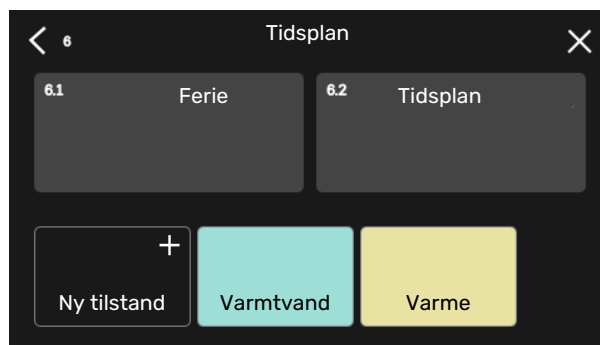 6 Tidsplan
6.1 Ferie 6.2 Tidsplan
Ny tilstand Varmtvand Varme